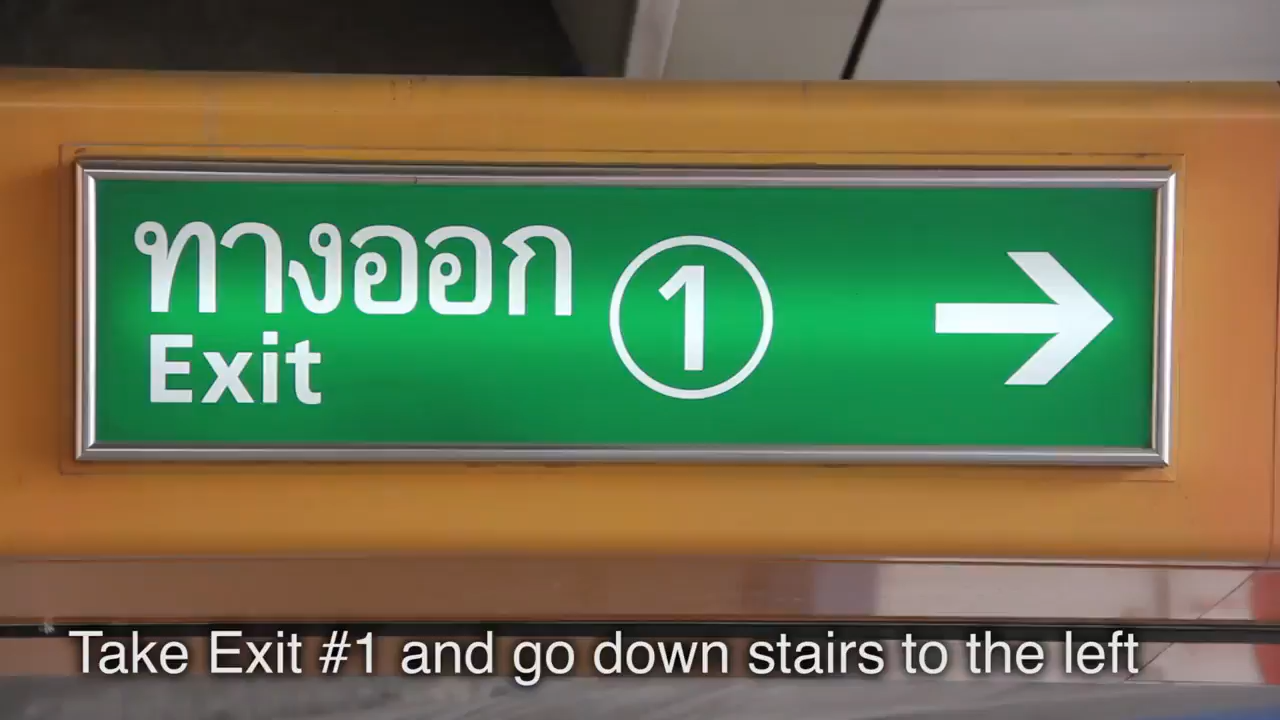 ทางออก
Exit
1
Take Exit #1 and go down stairs to the left